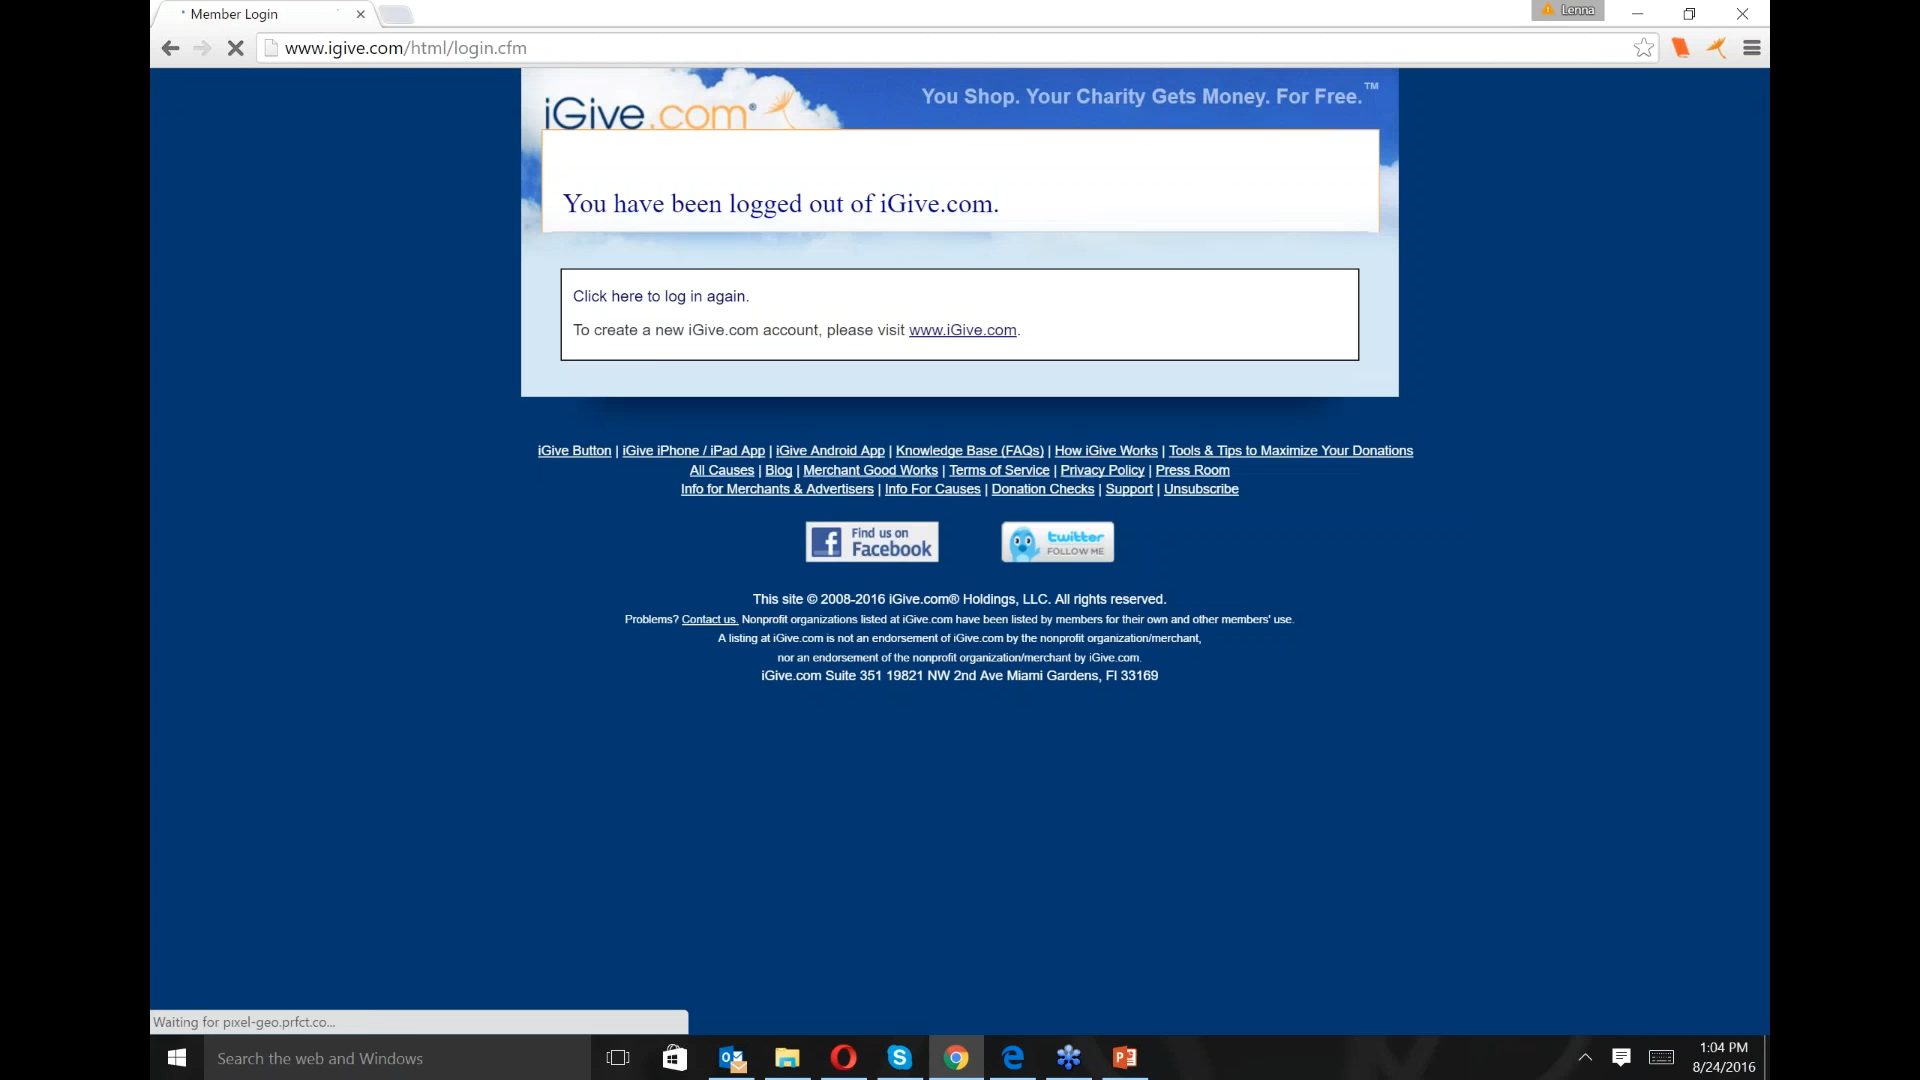 Member Login
Lenna
www.igive.com/html/login.cfm
iGive.com®
You Shop. Your Charity Gets Money. For Free.™
You have been logged out of iGive.com.
Click here to log in again.
To create a new iGive.com account, please visit www.iGive.com.
iGive Button | iGive iPhone / iPad App | iGive Android App | Knowledge Base (FAQs) | How iGive Works | Tools & Tips to Maximize Your Donations
All Causes | Blog | Merchant Good Works | Terms of Service | Privacy Policy | Press Room
Info for Merchants & Advertisers | Info For Causes | Donation Checks | Support | Unsubscribe
Find us on
Facebook
twitter
FOLLOW ME
This site © 2008-2016 iGive.com® Holdings, LLC. All rights reserved.
Problems? Contact us. Nonprofit organizations listed at iGive.com have been listed by members for their own and other members' use.
A listing at iGive.com is not an endorsement of iGive.com by the nonprofit organization/merchant,
nor an endorsement of the nonprofit organization/merchant by iGive.com.
iGive.com Suite 351 19821 NW 2nd Ave Miami Gardens, Fl 33169
Waiting for pixel-geo.prfct.co...
Search the web and Windows
1:04 PM
8/24/2016